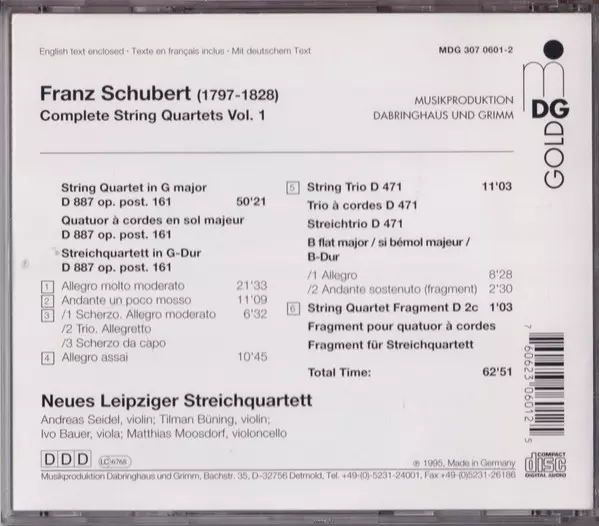 English text enclosed · Texte en français inclus · Mit deutschem Text
MDG 307 0601-2
Franz Schubert (1797-1828)
Complete String Quartets Vol. 1
MUSIKPRODUKTION
DABRINGHAUS UND GRIMM
m
DG
GOLD
String Quartet in G major
D 887 op. post. 161 50'21
Quatuor à cordes en sol majeur
D 887 op. post. 161
Streichquartett in G-Dur
D 887 op. post. 161
1 Allegro molto moderato 21'33
2 Andante un poco mosso 11'09
3 /1 Scherzo. Allegro moderato 6'32
/2 Trio. Allegretto
/3 Scherzo da capo
4 Allegro assai 10'45
5 String Trio D 471 11'03
Trio à cordes D 471
Streichtrio D 471
B flat major / si bémol majeur /
B-Dur
/1 Allegro 8'28
/2 Andante sostenuto (fragment) 2'30
6 String Quartet Fragment D 2c 1'03
Fragment pour quatuor à cordes
Fragment für Streichquartett
Total Time: 62'51
7 60623 06012 5
Neues Leipziger Streichquartett
Andreas Seidel, violin; Tilman Büning, violin;
Ivo Bauer, viola; Matthias Moosdorf, violoncello
DDD LC 6768
℗ 1995, Made in Germany
COMPACT
disc
DIGITAL AUDIO
Musikproduktion Dabringhaus und Grimm, Bachstr. 35, D-32756 Detmold, Tel. +49-(0)-5231-24001, Fax +49-(0)5231-26186